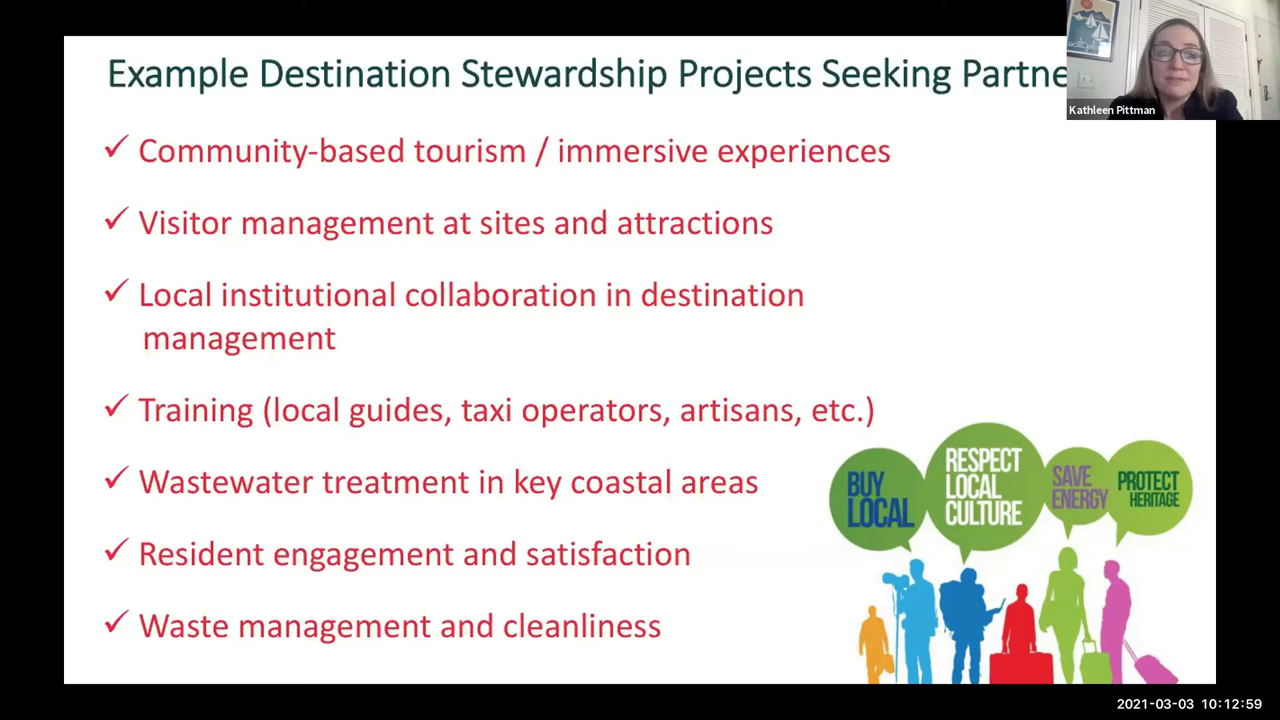 Example Destination Stewardship Projects Seeking Partne
Kathleen Pittman
✓ Community-based tourism / immersive experiences
✓ Visitor management at sites and attractions
✓ Local institutional collaboration in destination
management
✓ Training (local guides, taxi operators, artisans, etc.)
✓ Wastewater treatment in key coastal areas
✓ Resident engagement and satisfaction
✓ Waste management and cleanliness
BUY
LOCAL
RESPECT
LOCAL
CULTURE
SAVE
ENERGY
PROTECT
HERITAGE
2021-03-03 10:12:59